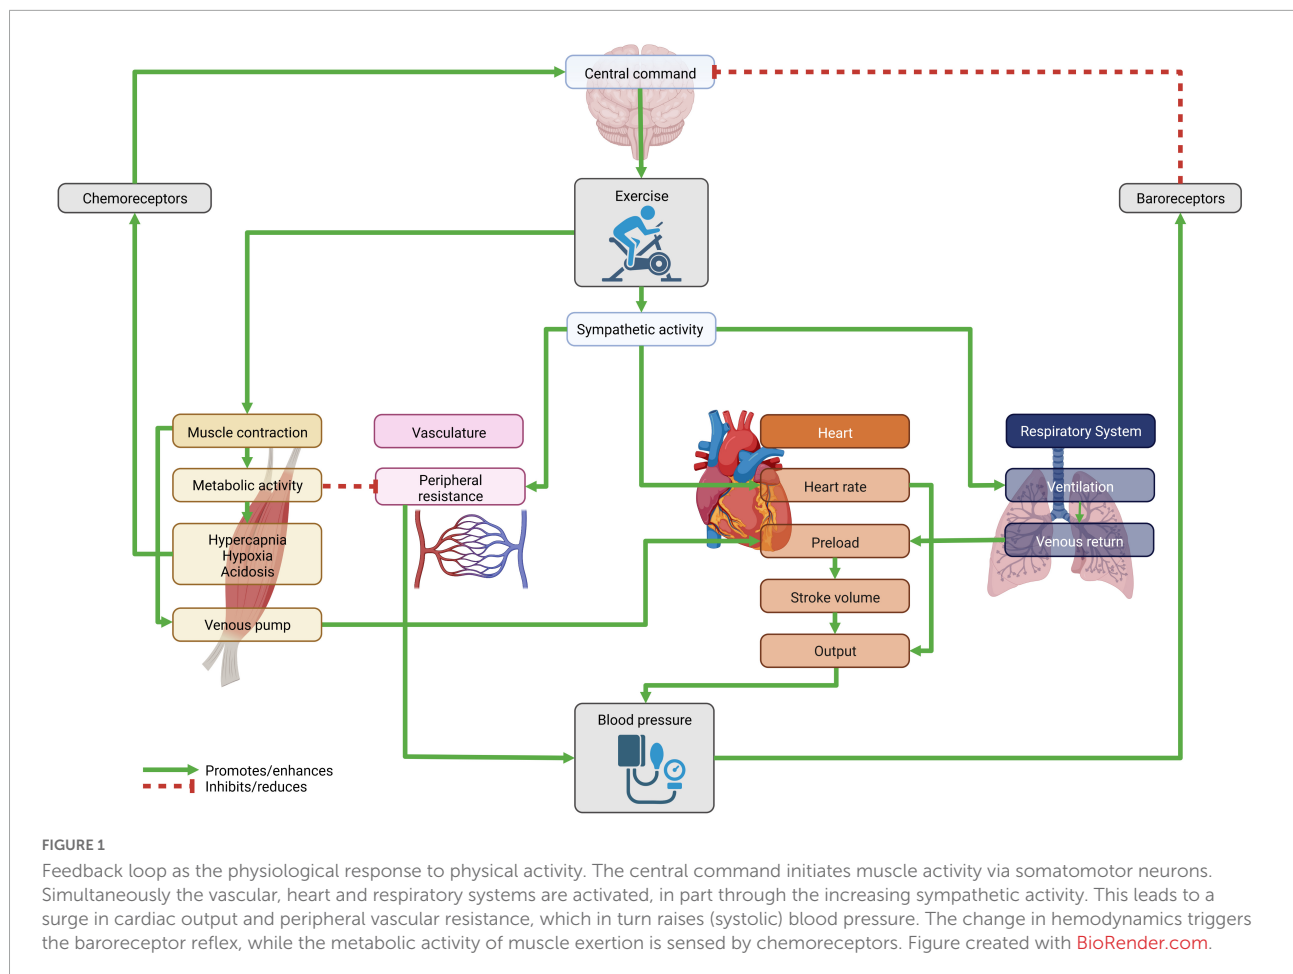 Central command
Chemoreceptors
Exercise
Baroreceptors
Sympathetic activity
Muscle contraction
Vasculature
Heart
Respiratory System
Metabolic activity
Peripheral
resistance
Heart rate
Ventilation
Hypercapnia
Hypoxia
Acidosis
Preload
Venous return
Stroke volume
Venous pump
Output
Blood pressure
Promotes/enhances
Inhibits/reduces
FIGURE 1
Feedback loop as the physiological response to physical activity. The central command initiates muscle activity via somatomotor neurons.
Simultaneously the vascular, heart and respiratory systems are activated, in part through the increasing sympathetic activity. This leads to a
surge in cardiac output and peripheral vascular resistance, which in turn raises (systolic) blood pressure. The change in hemodynamics triggers
the baroreceptor reflex, while the metabolic activity of muscle exertion is sensed by chemoreceptors. Figure created with BioRender.com.